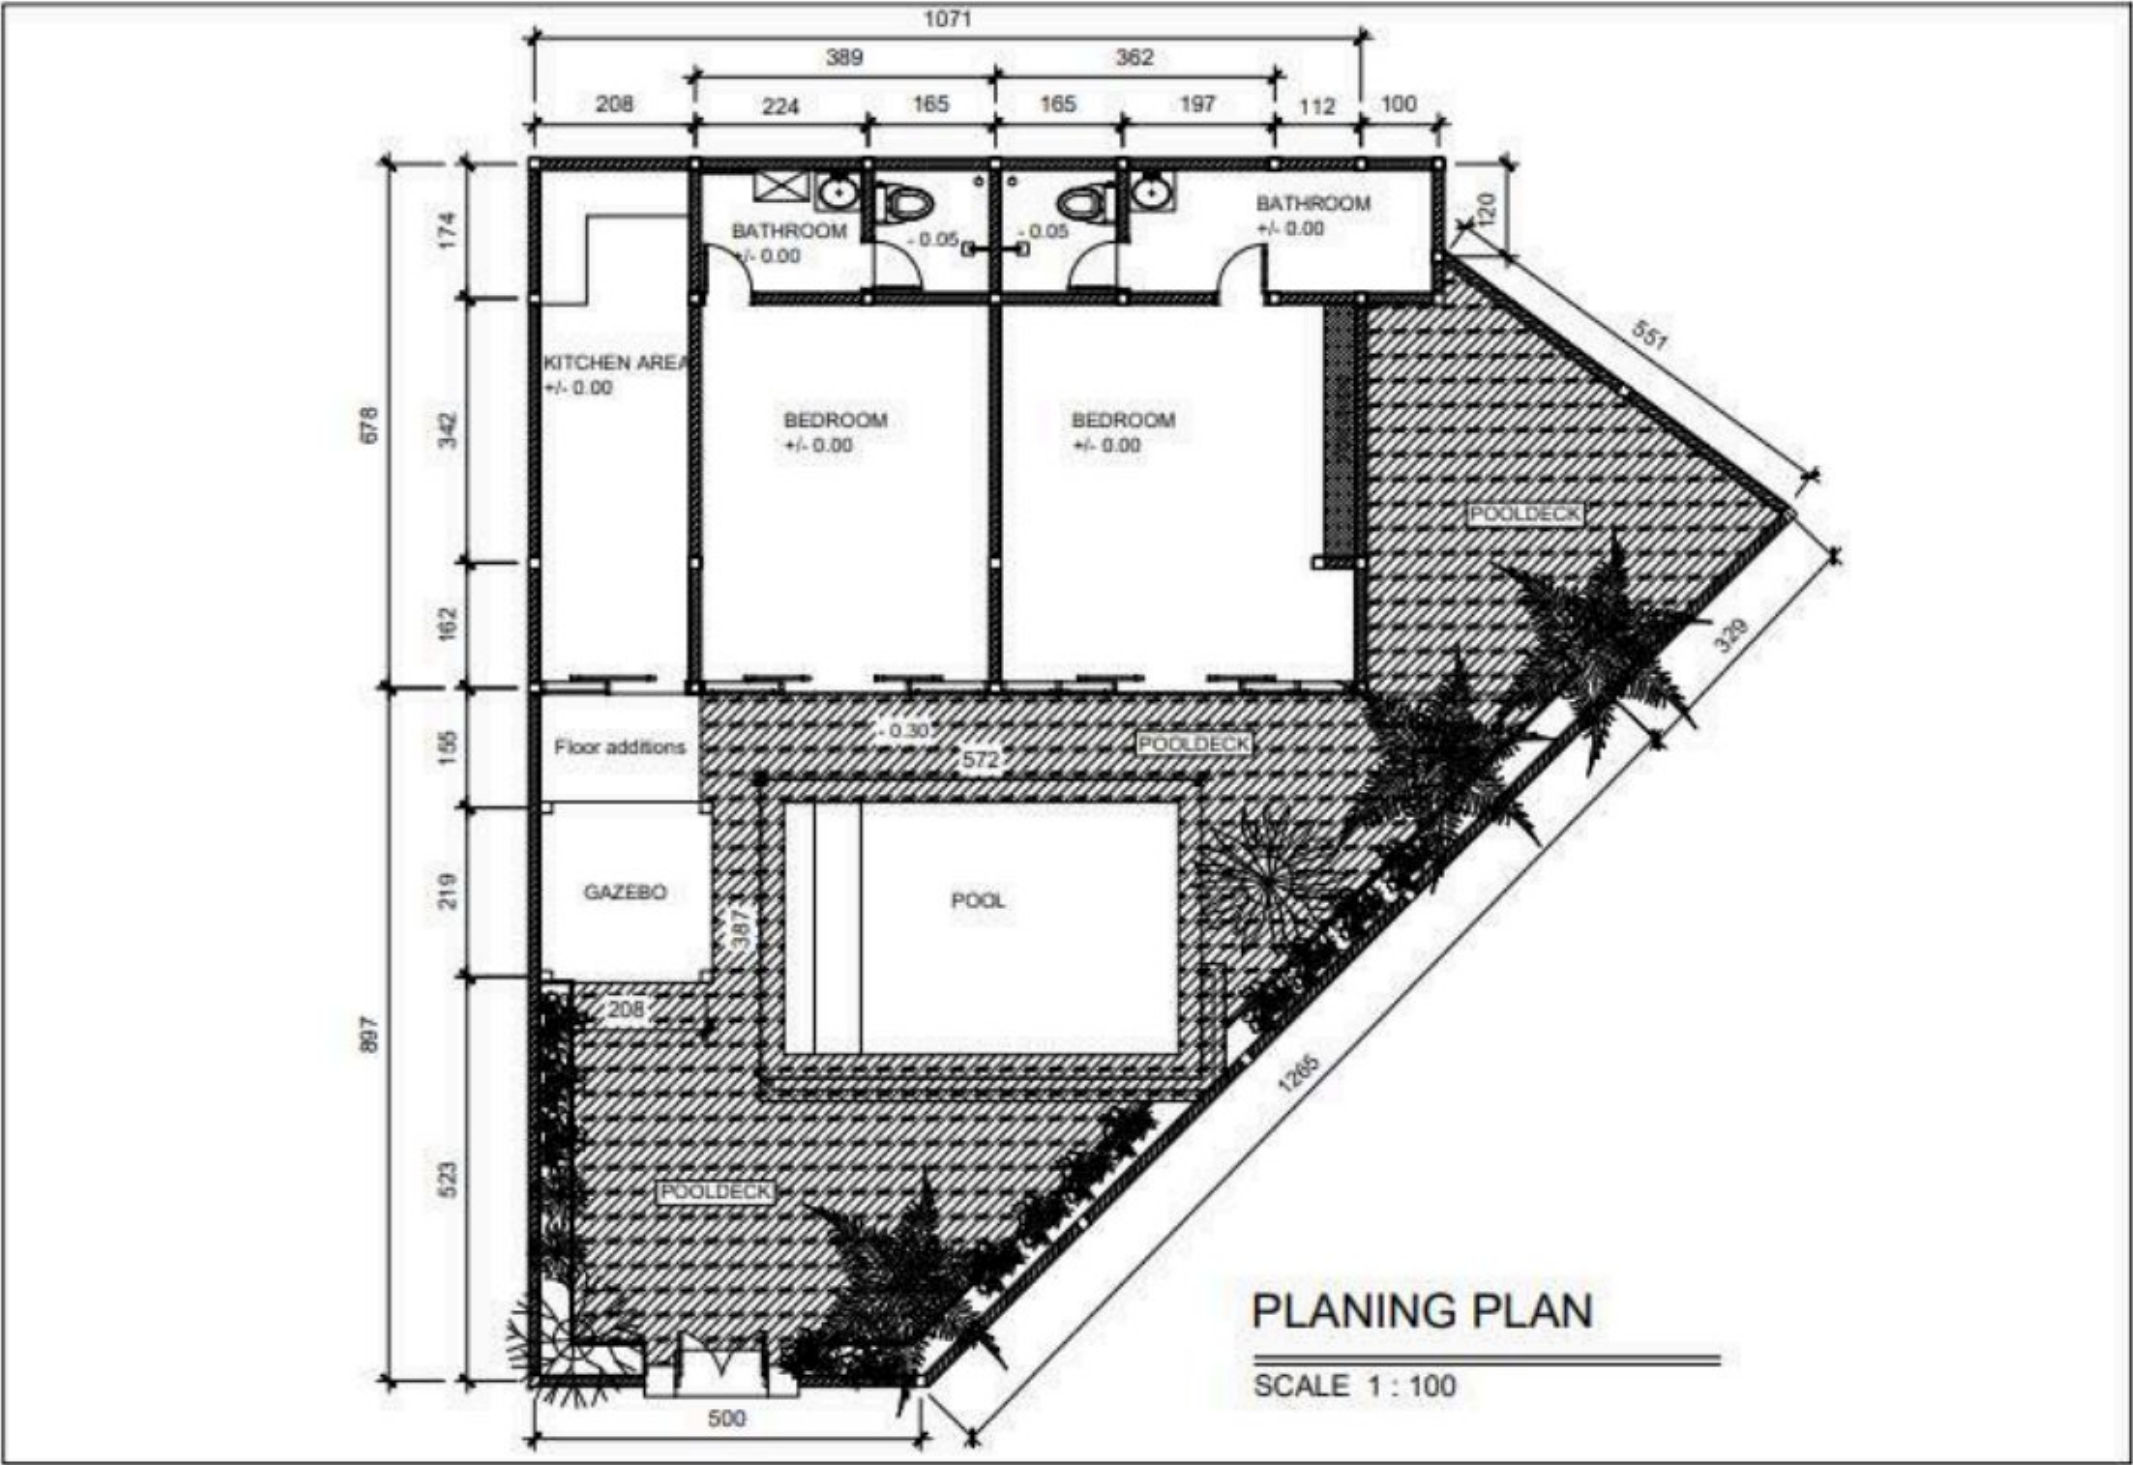 1071
389
362
208
224
165
165
197
112
100
174
120
BATHROOM
+/- 0.00
- 0.05
- 0.05
BATHROOM
+/- 0.00
551
678
342
KITCHEN AREA
+/- 0.00
BEDROOM
+/- 0.00
BEDROOM
+/- 0.00
POOLDECK
162
329
155
Floor additions
- 0.30
572
POOLDECK
219
GAZEBO
387
POOL
897
208
1265
523
POOLDECK
500
PLANING PLAN
SCALE 1 : 100